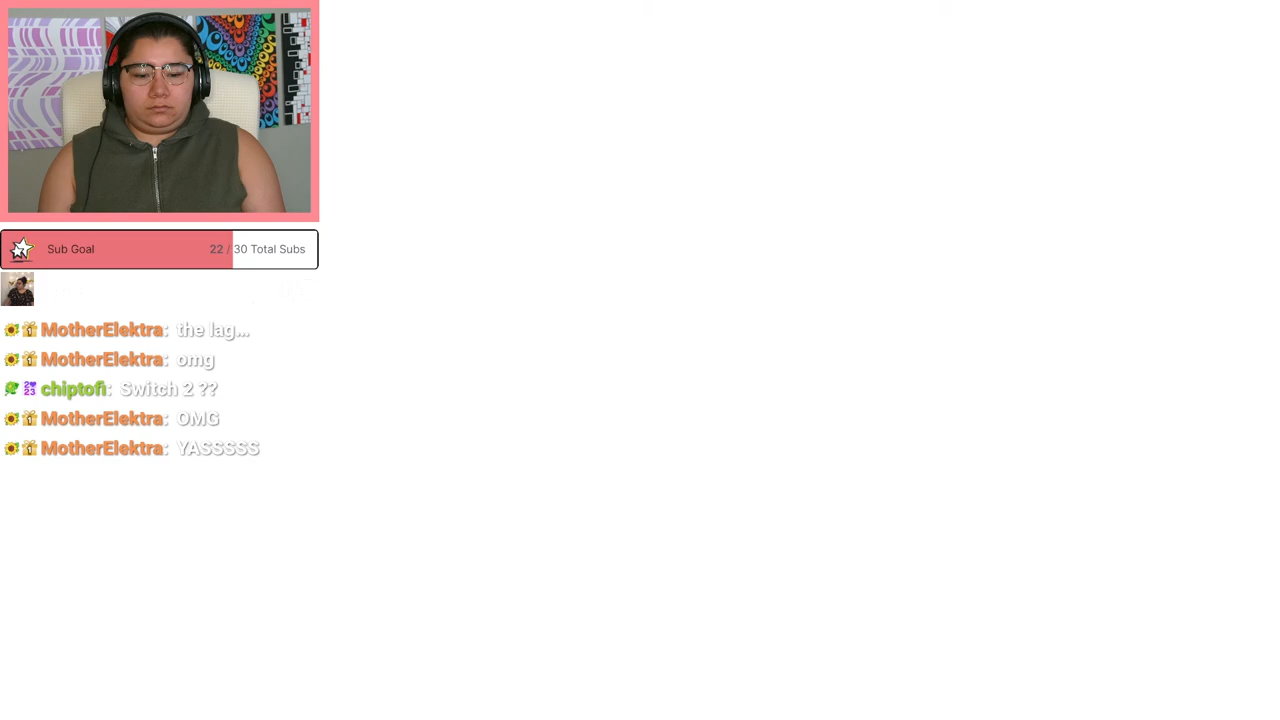 Sub Goal 22 / 30 Total Subs
MotherElektra: the lag...
MotherElektra: omg
chiptofi: Switch 2 ??
MotherElektra: OMG
MotherElektra: YASSSSS